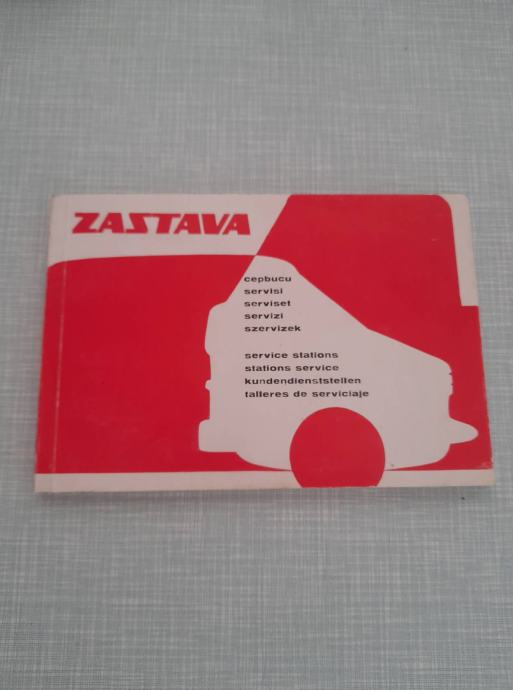 ZASTAVA
сервиси
servisi
serviset
servizi
szervizek
service stations
stations service
kundendienststellen
talleres de serviciaje